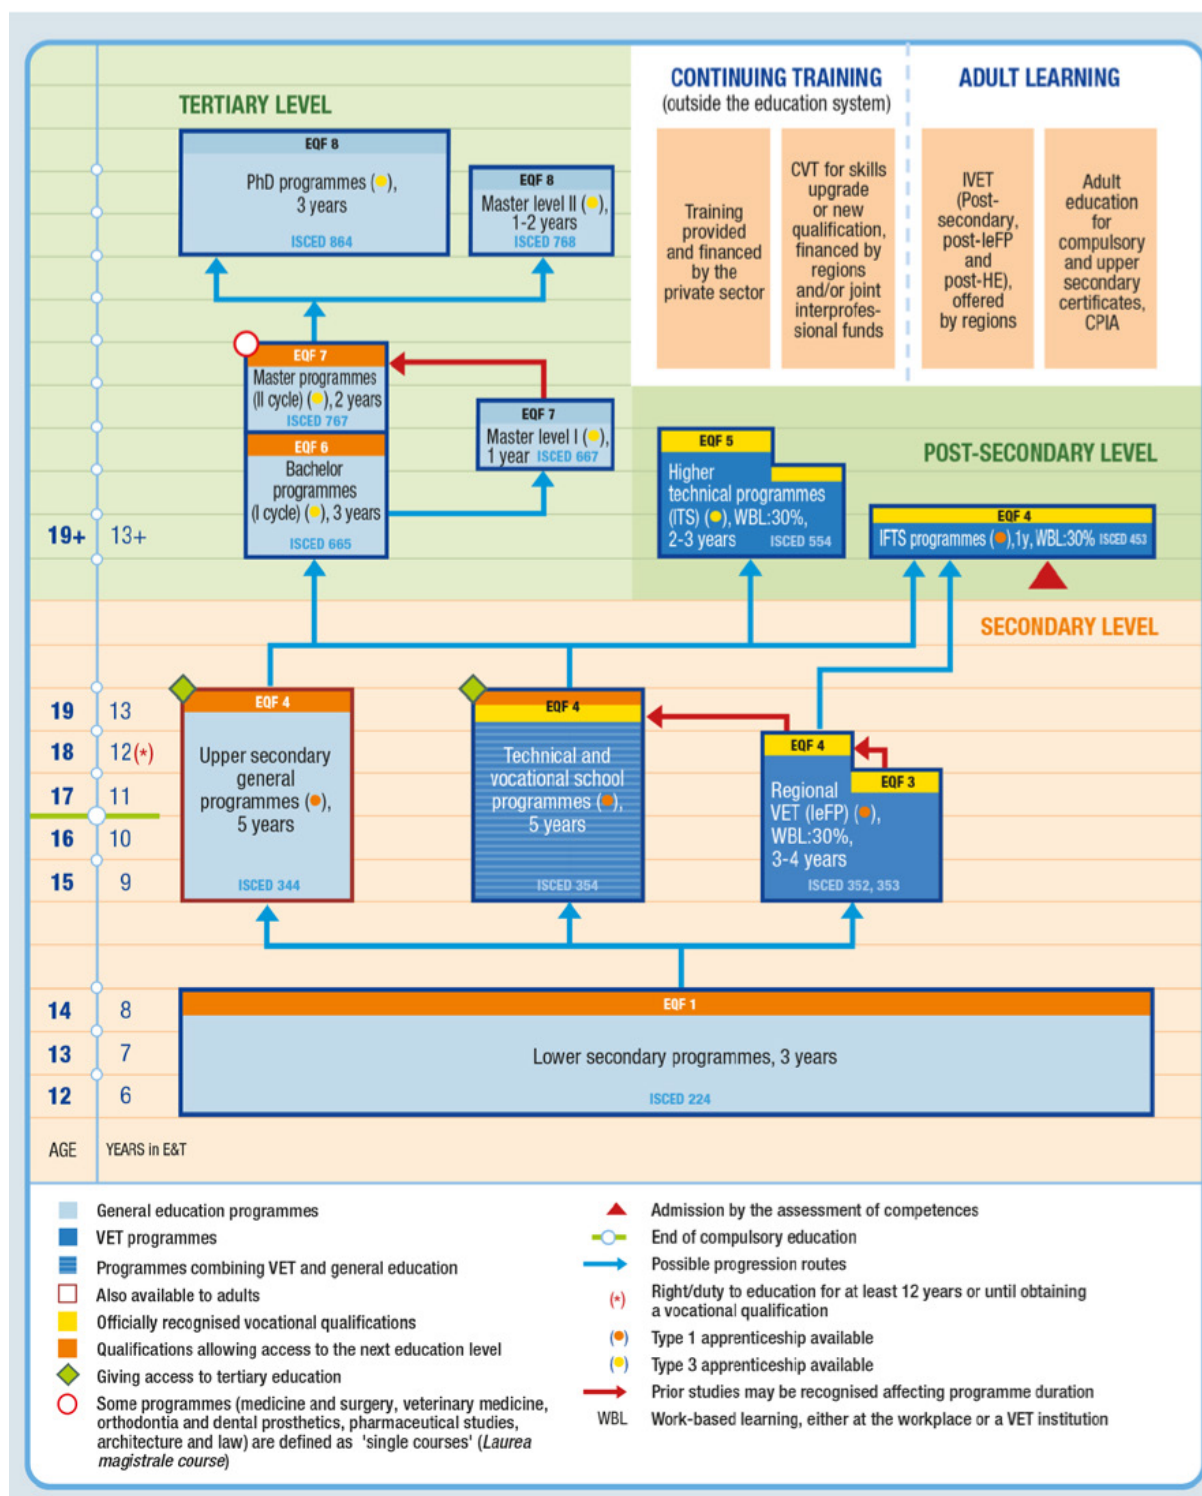 TERTIARY LEVEL
EQF 8
PhD programmes ( ),
3 years
ISCED 864
EQF 8
Master level II ( ),
1-2 years
ISCED 768
EQF 7
Master programmes
(II cycle) ( ), 2 years
ISCED 767
EQF 6
Bachelor
programmes
(I cycle) ( ), 3 years
ISCED 665
EQF 7
Master level I ( ),
1 year ISCED 667
CONTINUING TRAINING
(outside the education system)
Training
provided
and financed
by the
private sector
CVT for skills
upgrade
or new
qualification,
financed by
regions
and/or joint
interprofes-
sional funds
ADULT LEARNING
IVET
(Post-
secondary,
post-IeFP
and
post-HE),
offered
by regions
Adult
education
for
compulsory
and upper
secondary
certificates,
CPIA
POST-SECONDARY LEVEL
EQF 5
Higher
technical programmes
(ITS) ( ), WBL:30%,
2-3 years ISCED 554
EQF 4
IFTS programmes ( ),1y, WBL:30% ISCED 453
19+ 13+
SECONDARY LEVEL
19 13
18 12(*)
17 11
16 10
15 9
EQF 4
Upper secondary
general
programmes ( ),
5 years
ISCED 344
EQF 4
Technical and
vocational school
programmes ( ),
5 years
ISCED 354
EQF 4
EQF 3
Regional
VET (IeFP) ( ),
WBL:30%,
3-4 years
ISCED 352, 353
14 8
13 7
12 6
EQF 1
Lower secondary programmes, 3 years
ISCED 224
AGE YEARS in E&T
General education programmes
VET programmes
Programmes combining VET and general education
Also available to adults
Officially recognised vocational qualifications
Qualifications allowing access to the next education level
Giving access to tertiary education
Some programmes (medicine and surgery, veterinary medicine,
orthodontia and dental prosthetics, pharmaceutical studies,
architecture and law) are defined as 'single courses' (Laurea
magistrale course)
Admission by the assessment of competences
End of compulsory education
Possible progression routes
(*) Right/duty to education for at least 12 years or until obtaining
a vocational qualification
( ) Type 1 apprenticeship available
( ) Type 3 apprenticeship available
Prior studies may be recognised affecting programme duration
WBL Work-based learning, either at the workplace or a VET institution